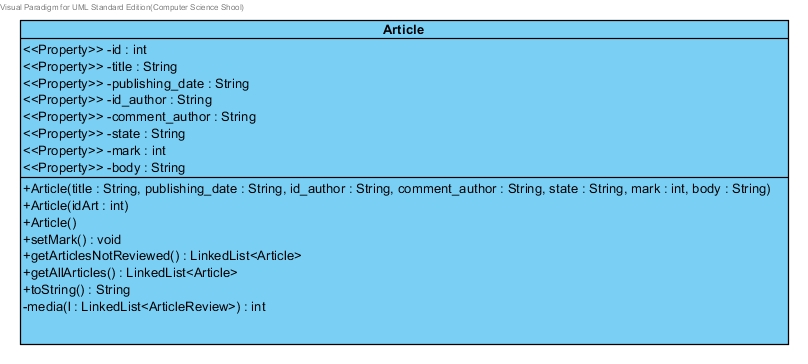 Visual Paradigm for UML Standard Edition(Computer Science Shool)
Article
<<Property>> -id : int
<<Property>> -title : String
<<Property>> -publishing_date : String
<<Property>> -id_author : String
<<Property>> -comment_author : String
<<Property>> -state : String
<<Property>> -mark : int
<<Property>> -body : String
+Article(title : String, publishing_date : String, id_author : String, comment_author : String, state : String, mark : int, body : String)
+Article(idArt : int)
+Article()
+setMark() : void
+getArticlesNotReviewed() : LinkedList<Article>
+getAllArticles() : LinkedList<Article>
+toString() : String
-media(l : LinkedList<ArticleReview>) : int